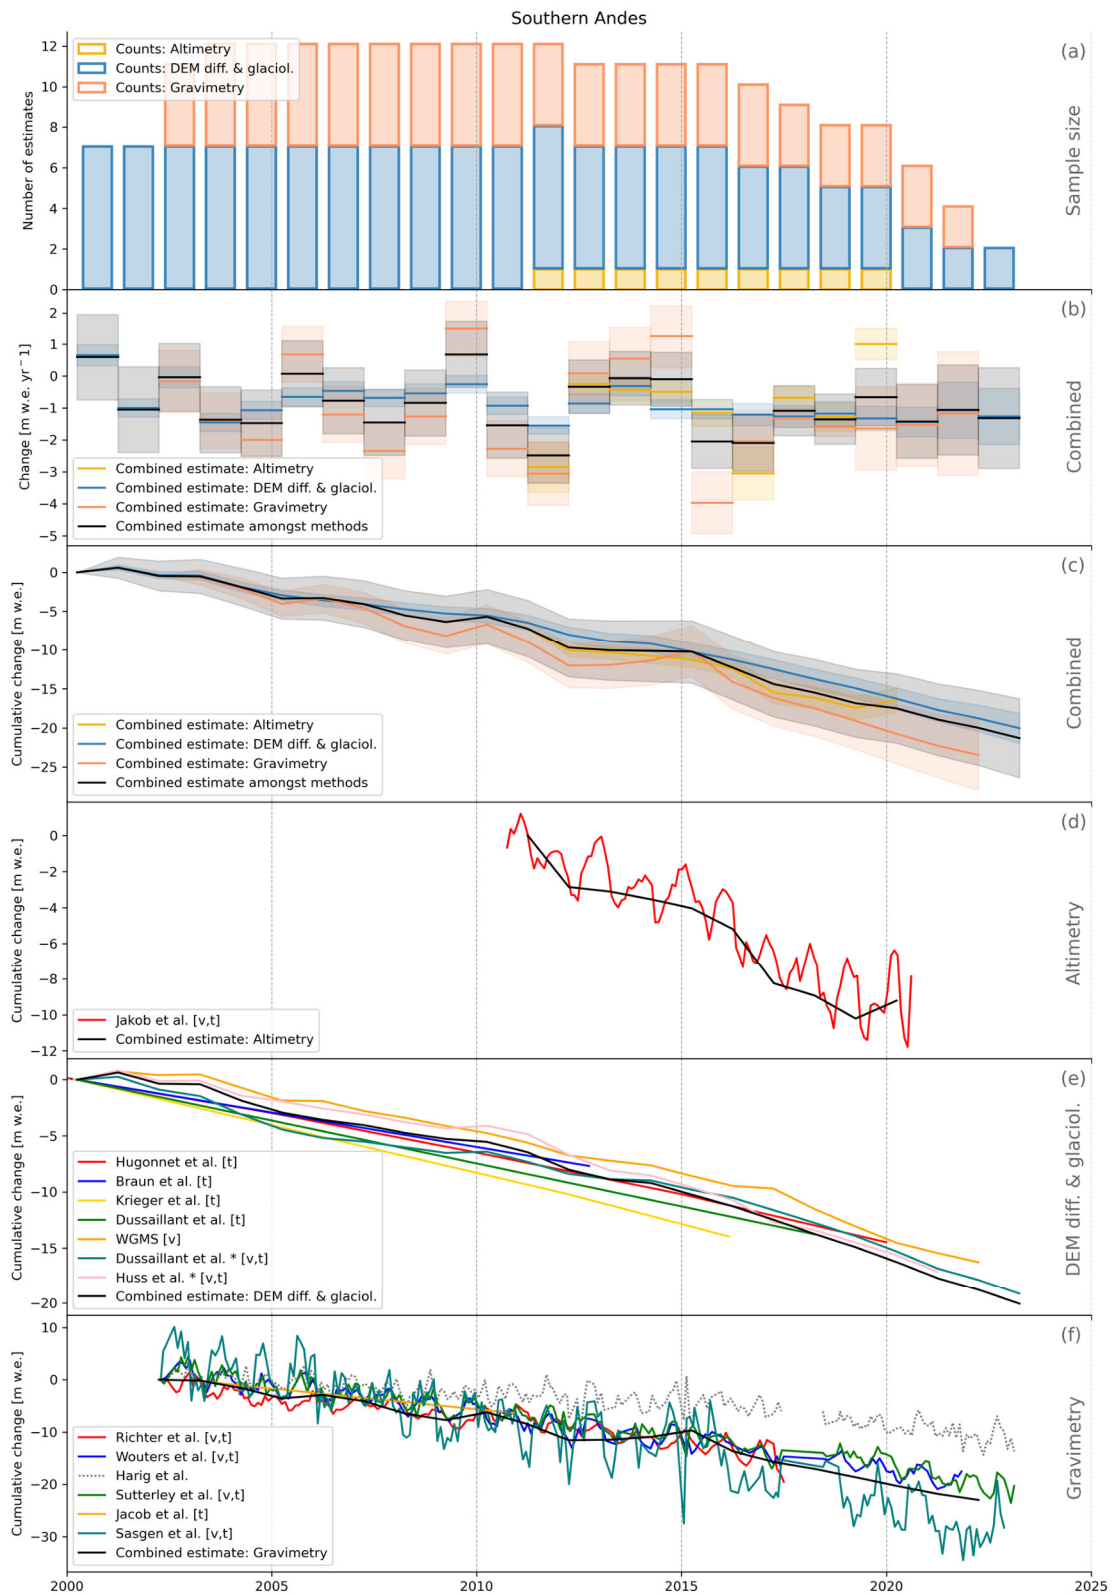 Southern Andes
(a)
Counts: Altimetry
Counts: DEM diff. & glaciol.
Counts: Gravimetry
Number of estimates
12
10
8
6
4
2
0
Sample size
(b)
Change [m w.e. yr⁻1]
2
1
0
−1
−2
−3
−4
−5
Combined estimate: Altimetry
Combined estimate: DEM diff. & glaciol.
Combined estimate: Gravimetry
Combined estimate amongst methods
Combined
(c)
Cumulative change [m w.e.]
0
−5
−10
−15
−20
−25
Combined estimate: Altimetry
Combined estimate: DEM diff. & glaciol.
Combined estimate: Gravimetry
Combined estimate amongst methods
Combined
(d)
Cumulative change [m w.e.]
0
−2
−4
−6
−8
−10
−12
Jakob et al. [v,t]
Combined estimate: Altimetry
Altimetry
(e)
Cumulative change [m w.e.]
0
−5
−10
−15
−20
Hugonnet et al. [t]
Braun et al. [t]
Krieger et al. [t]
Dussaillant et al. [t]
WGMS [v]
Dussaillant et al. * [v,t]
Huss et al. * [v,t]
Combined estimate: DEM diff. & glaciol.
DEM diff. & glaciol.
(f)
Cumulative change [m w.e.]
10
0
−10
−20
−30
Richter et al. [v,t]
Wouters et al. [v,t]
Harig et al.
Sutterley et al. [v,t]
Jacob et al. [t]
Sasgen et al. [v,t]
Combined estimate: Gravimetry
Gravimetry
2000
2005
2010
2015
2020
2025